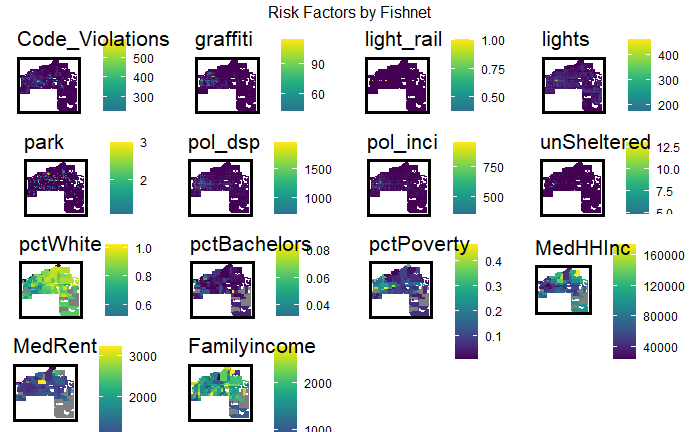 Risk Factors by Fishnet
Code_Violations
500
400
300
graffiti
90
60
light_rail
1.00
0.75
0.50
lights
400
300
200
park
3
2
pol_dsp
1500
1000
pol_inci
750
500
unSheltered
12.5
10.0
7.5
5.0
pctWhite
1.0
0.8
0.6
pctBachelors
0.08
0.06
0.04
pctPoverty
0.4
0.3
0.2
0.1
MedHHInc
160000
120000
80000
40000
MedRent
3000
2000
Familyincome
2000
1000